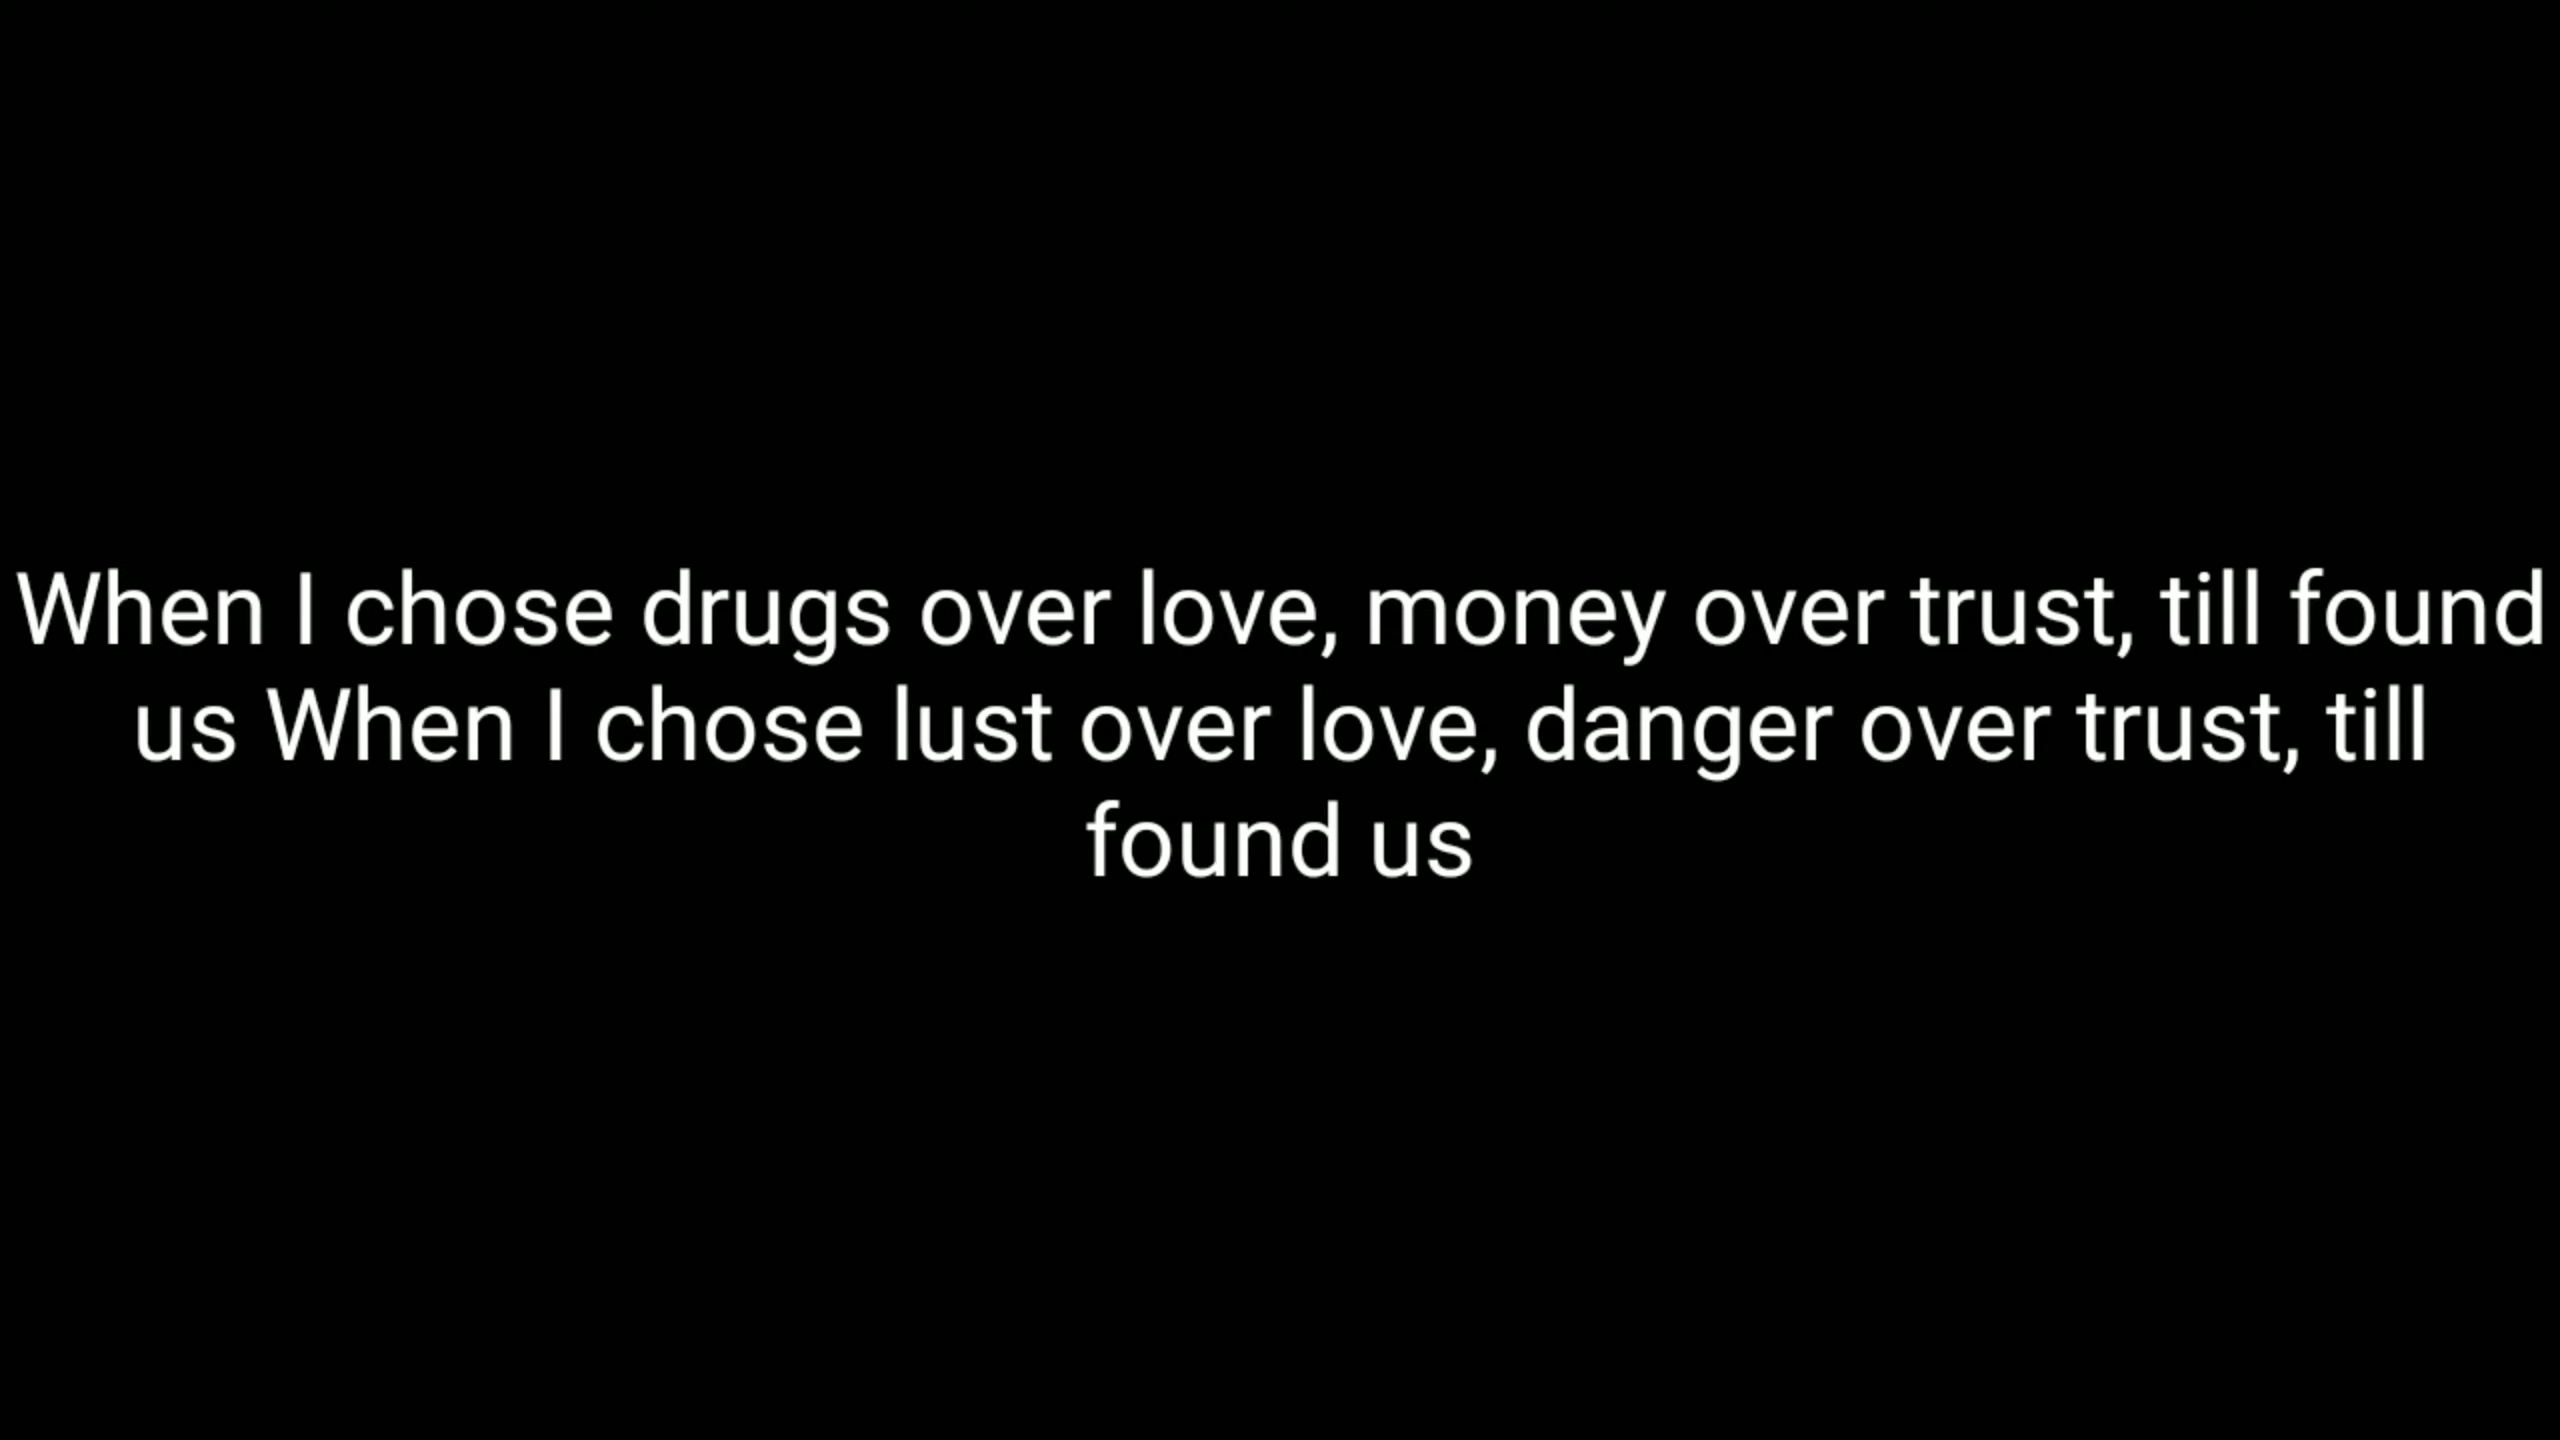 When I chose drugs over love, money over trust, till found
us When I chose lust over love, danger over trust, till
found us